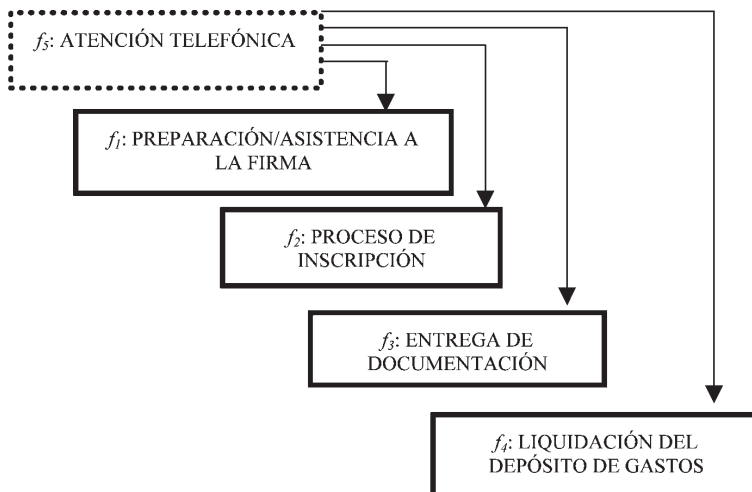 f₅: ATENCIÓN TELEFÓNICA
f₁: PREPARACIÓN/ASISTENCIA A
LA FIRMA
f₂: PROCESO DE
INSCRIPCIÓN
f₃: ENTREGA DE
DOCUMENTACIÓN
f₄: LIQUIDACIÓN DEL
DEPÓSITO DE GASTOS